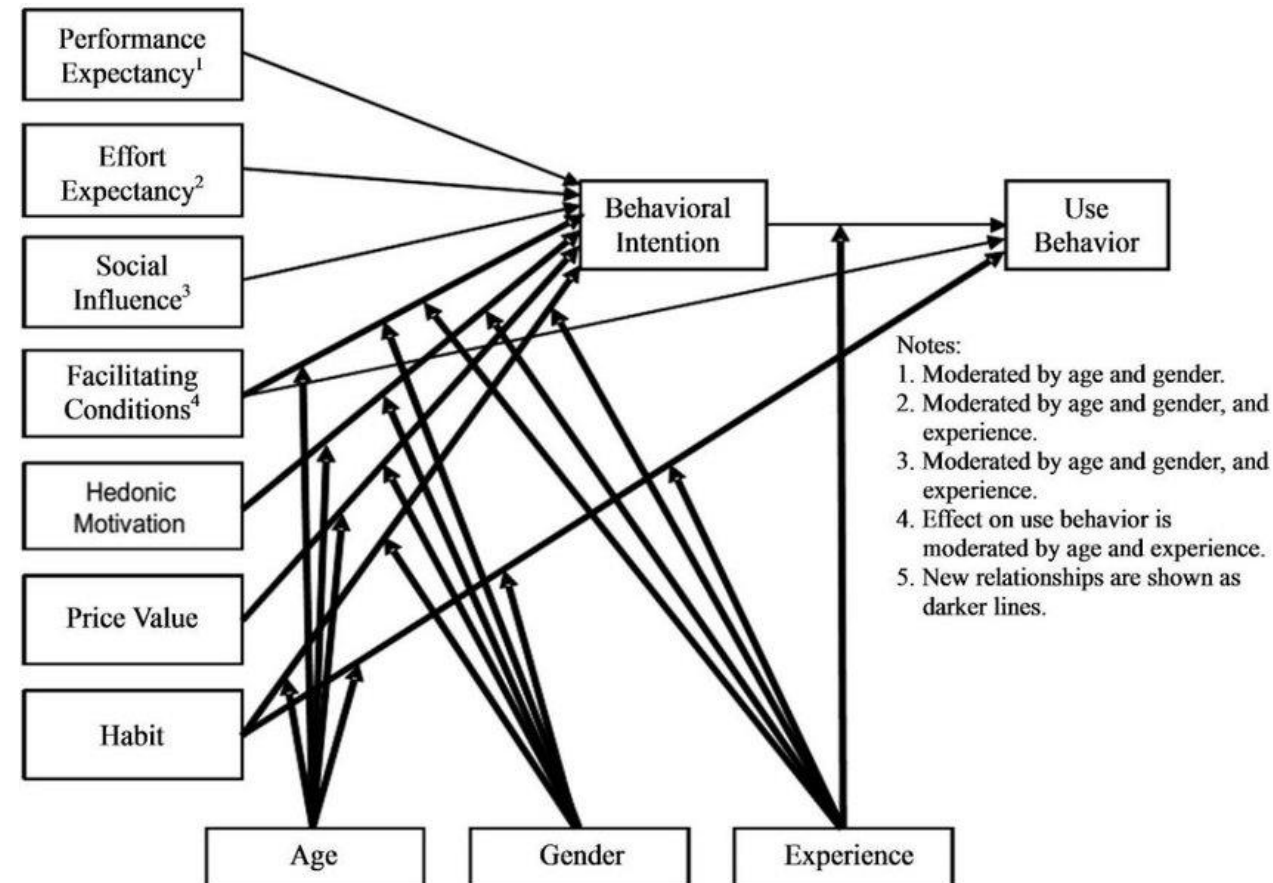 Performance
Expectancy¹
Effort
Expectancy²
Social
Influence³
Facilitating
Conditions⁴
Hedonic
Motivation
Price Value
Habit
Behavioral
Intention
Use
Behavior
Notes:
1. Moderated by age and gender.
2. Moderated by age and gender, and
experience.
3. Moderated by age and gender, and
experience.
4. Effect on use behavior is
moderated by age and experience.
5. New relationships are shown as
darker lines.
Age
Gender
Experience